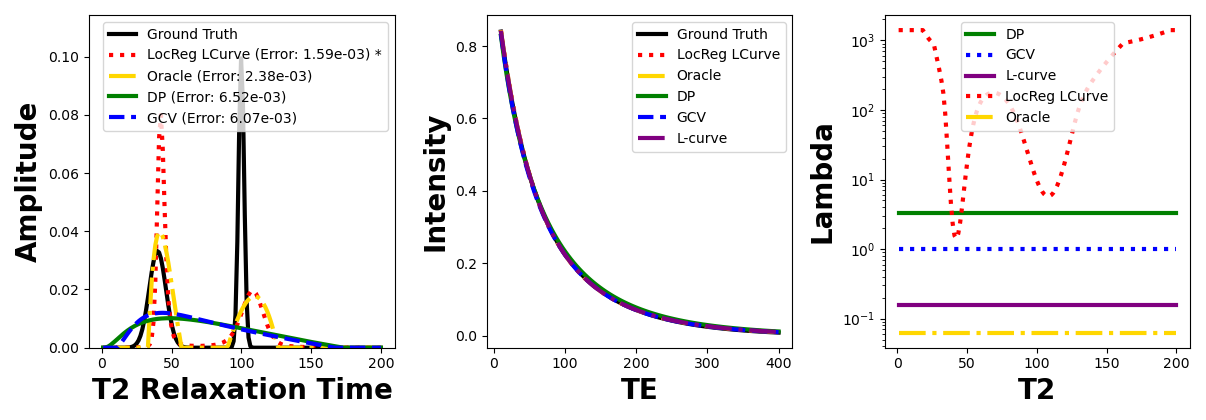 Amplitude
0.00
0.02
0.04
0.06
0.08
0.10
Ground Truth
LocReg LCurve (Error: 1.59e-03) *
Oracle (Error: 2.38e-03)
DP (Error: 6.52e-03)
GCV (Error: 6.07e-03)
0 50 100 150 200
T2 Relaxation Time
Intensity
0.0
0.2
0.4
0.6
0.8
Ground Truth
LocReg LCurve
Oracle
DP
GCV
L-curve
0 100 200 300 400
TE
Lambda
10³
10²
10¹
10⁰
10⁻¹
DP
GCV
L-curve
LocReg LCurve
Oracle
0 50 100 150 200
T2